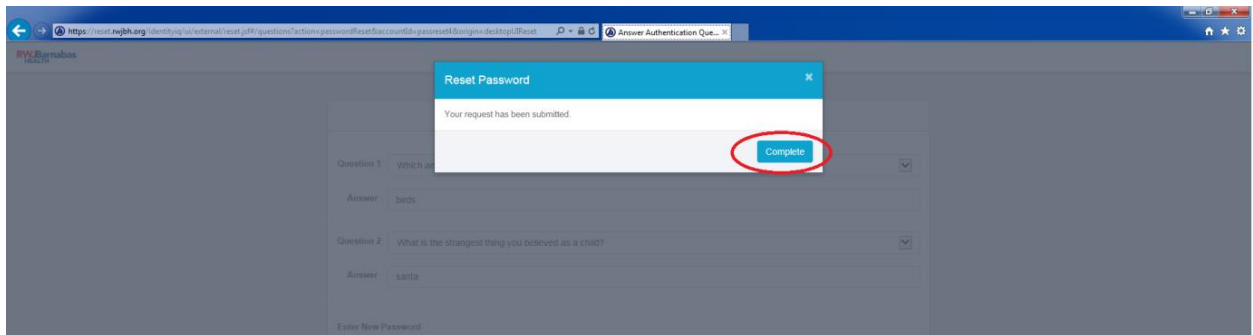 https://reset.rwjbh.org/identityiq/ui/external/reset.jsf#/questions?action=passwordReset&accountId=passreset4&origin=desktopUIReset
Answer Authentication Que...
RWJBarnabas
HEALTH
Reset Password
Your request has been submitted.
Complete
Question 1 Which
Answer birds
Question 2 What is the strangest thing you believed as a child?
Answer santa
Enter New Password